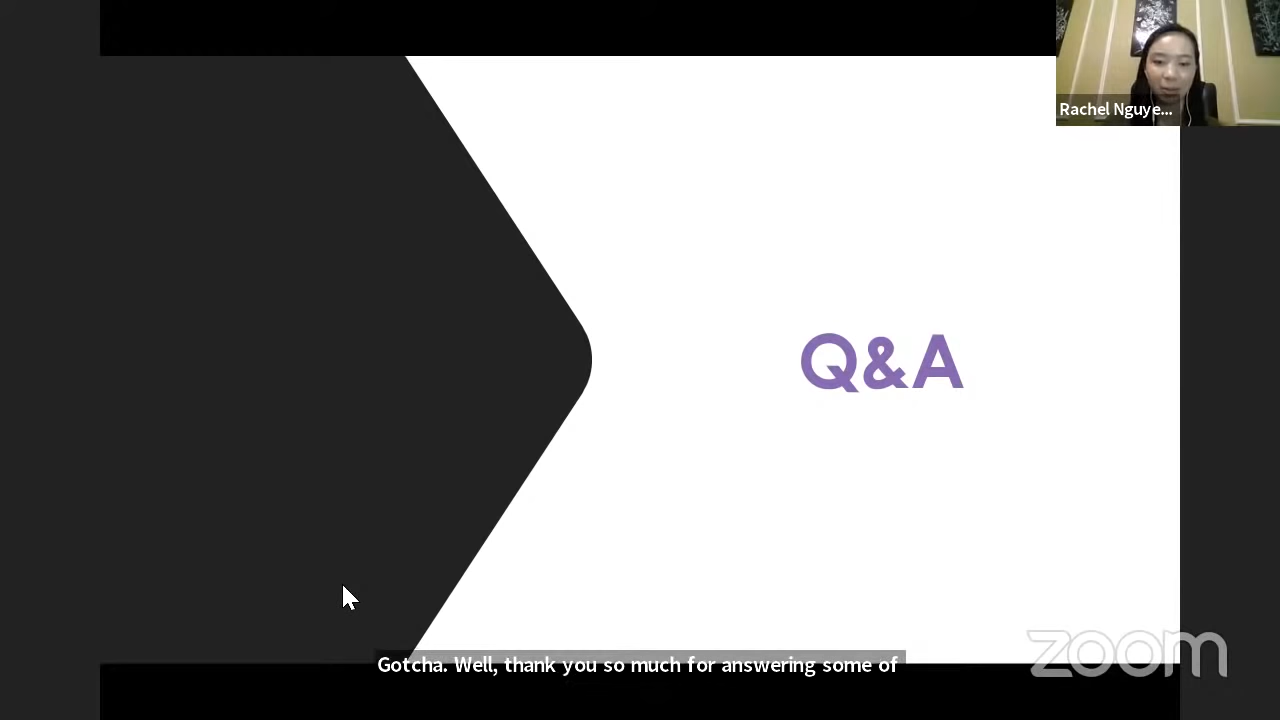 Rachel Nguye...
Q&A
zoom
Gotcha. Well, thank you so much for answering some of